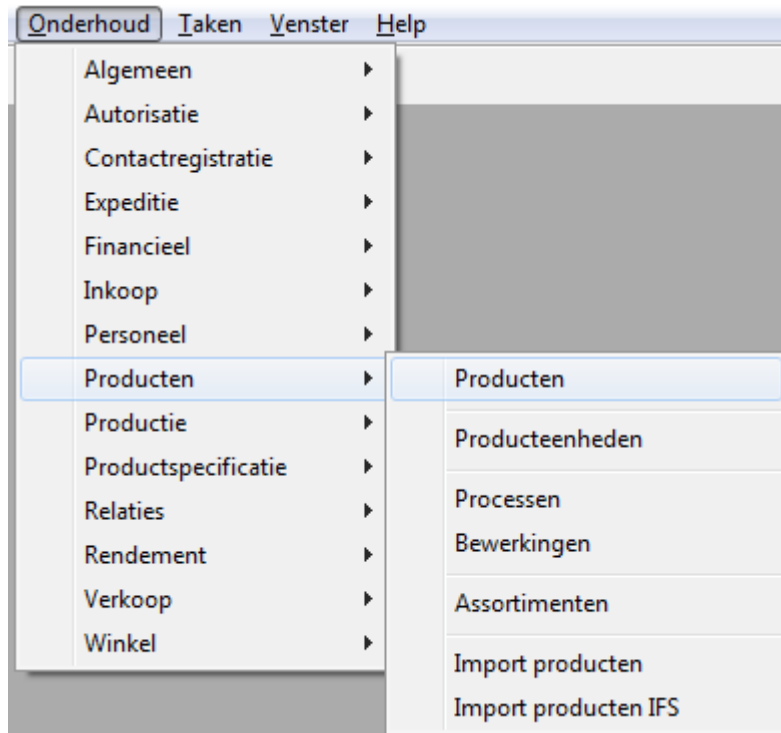 Onderhoud Taken Venster Help
Algemeen
Autorisatie
Contactregistratie
Expeditie
Financieel
Inkoop
Personeel
Producten
Productie
Productspecificatie
Relaties
Rendement
Verkoop
Winkel
Producten
Producteenheden
Processen
Bewerkingen
Assortimenten
Import producten
Import producten IFS